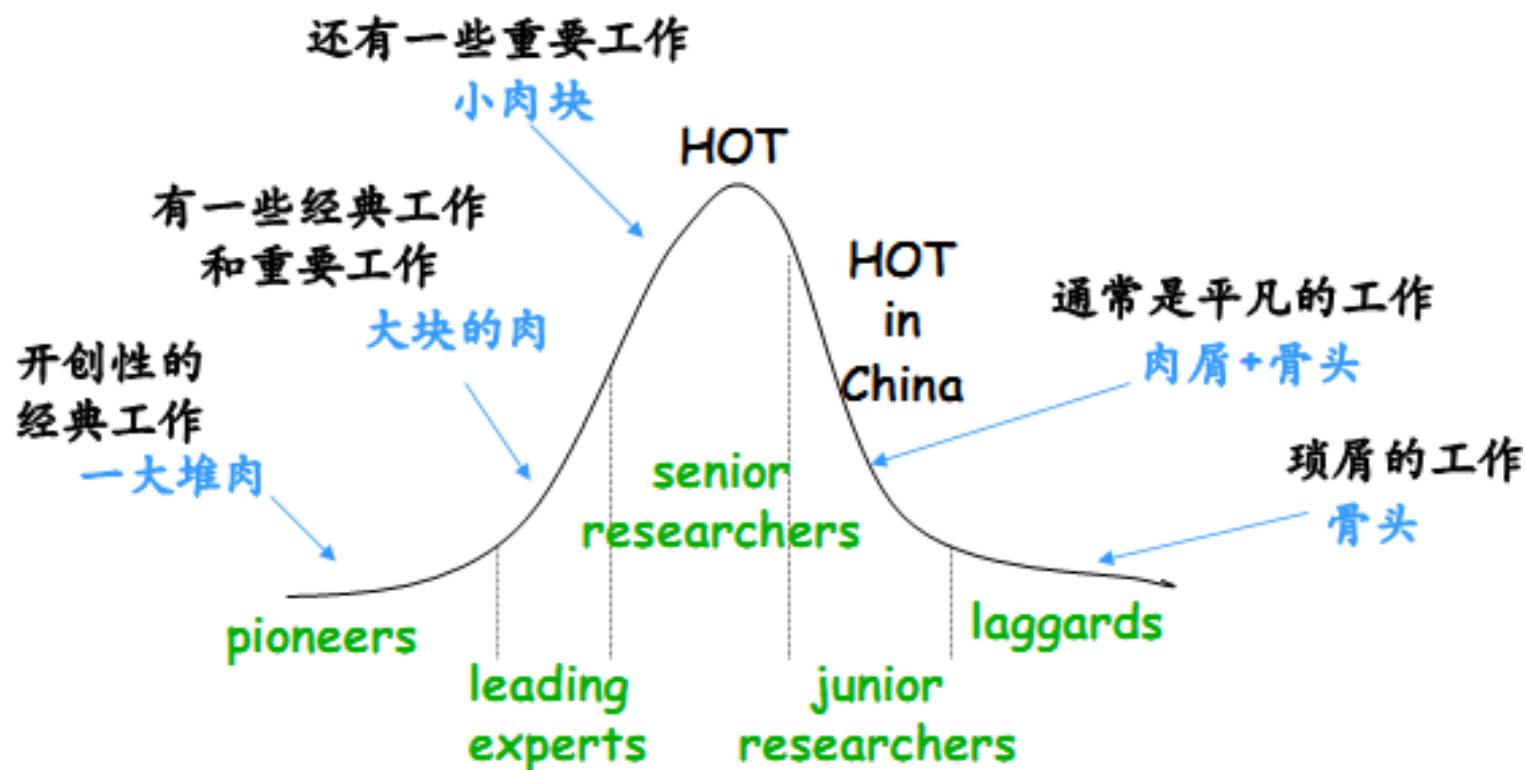 还有一些重要工作
小肉块
HOT
有一些经典工作
和重要工作
大块的肉
HOT
in
China
通常是平凡的工作
肉屑+骨头
开创性的
经典工作
一大堆肉
senior
researchers
琐屑的工作
骨头
pioneers
laggards
leading
experts
junior
researchers